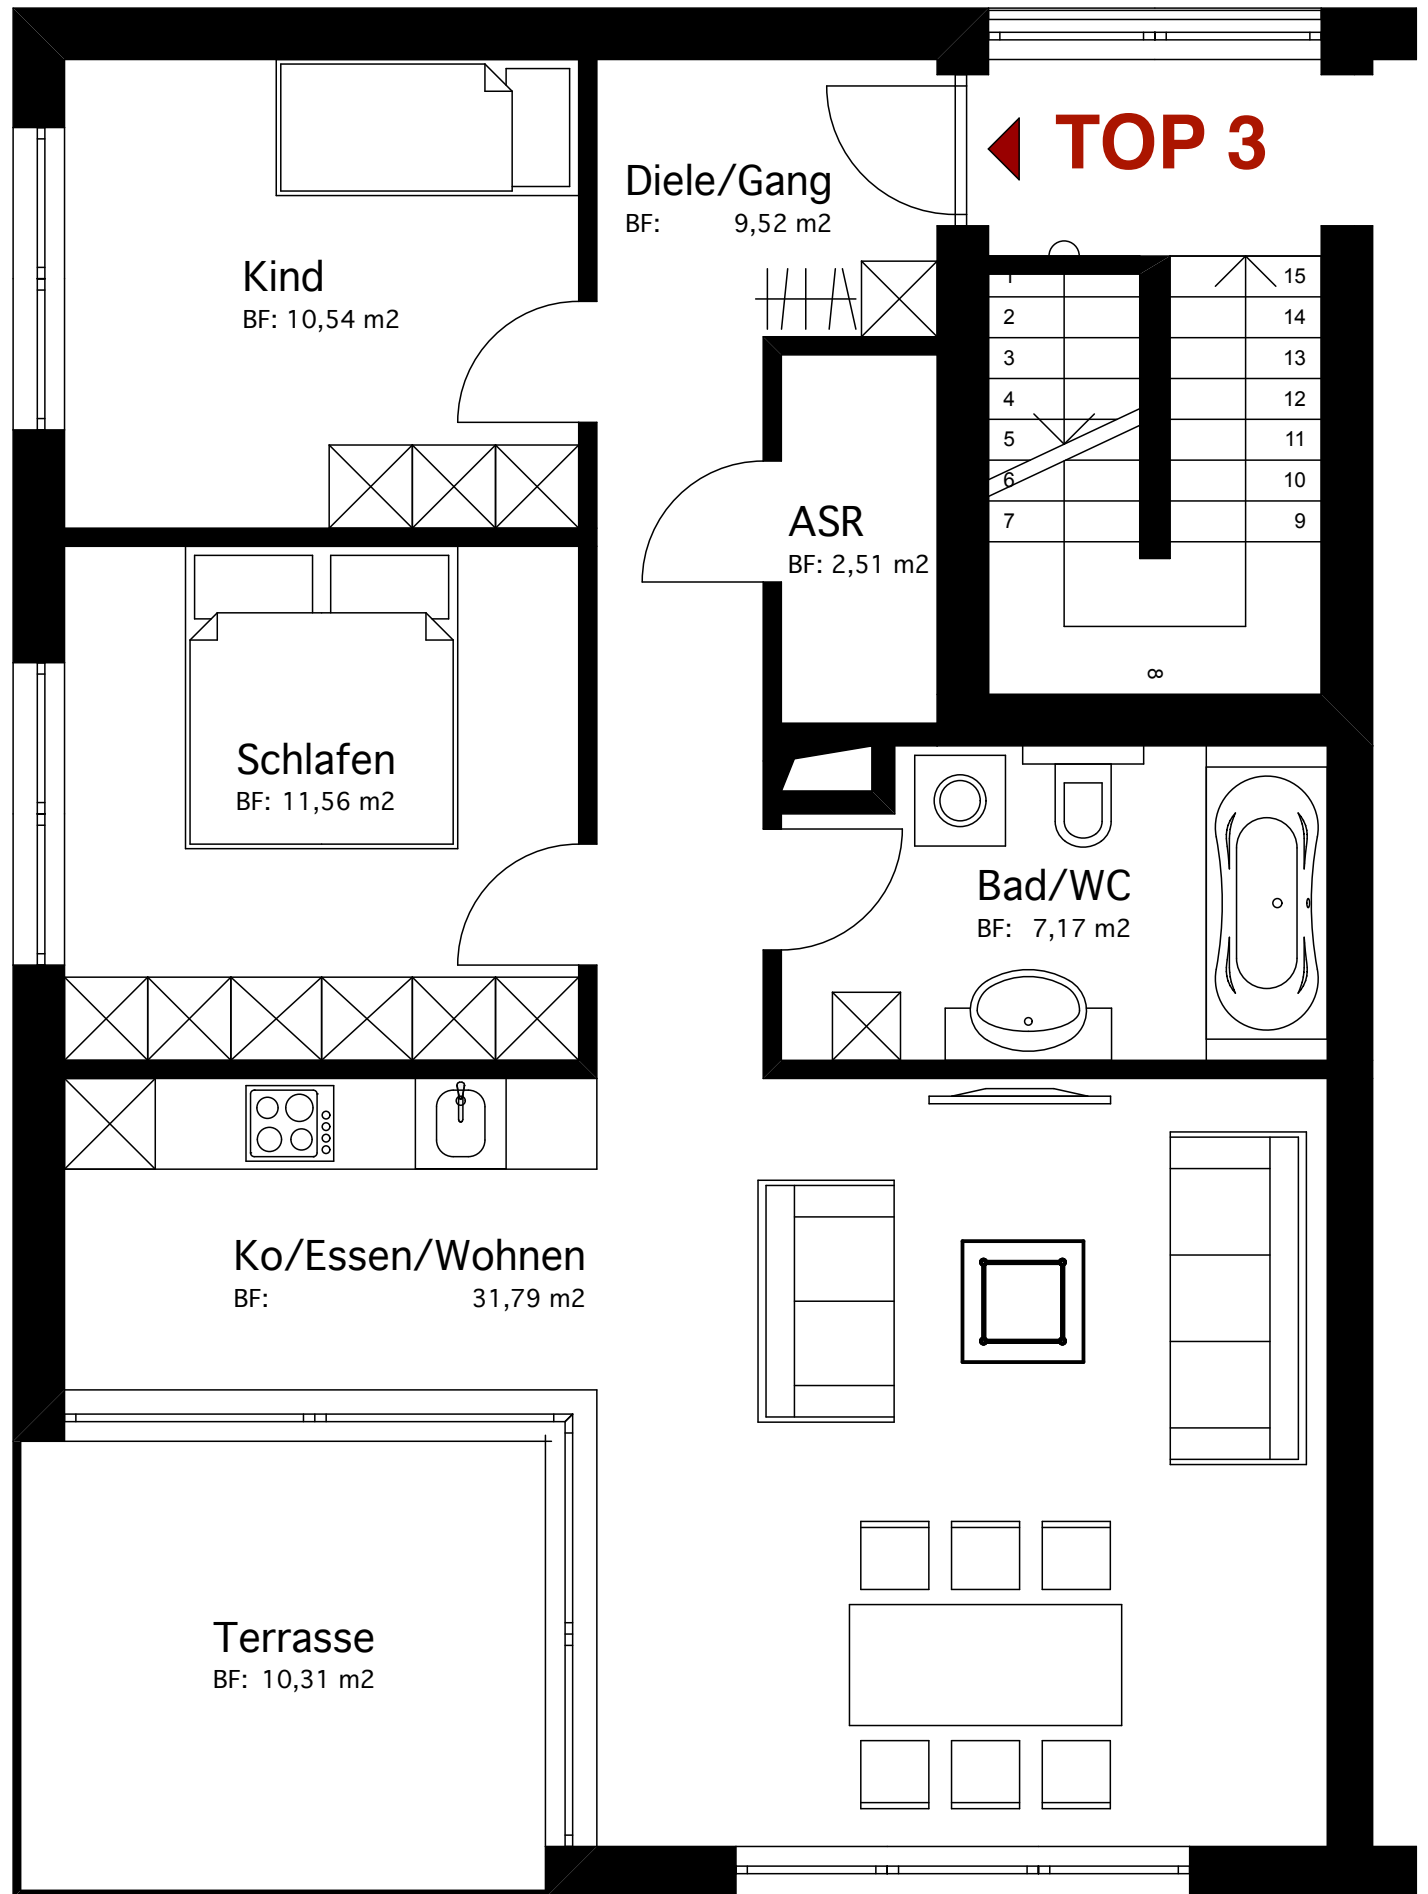 TOP 3
Diele/Gang
BF: 9,52 m2
Kind
BF: 10,54 m2
1
2
3
4
5
6
7
15
14
13
12
11
10
9
8
ASR
BF: 2,51 m2
Schlafen
BF: 11,56 m2
Bad/WC
BF: 7,17 m2
Ko/Essen/Wohnen
BF: 31,79 m2
Terrasse
BF: 10,31 m2